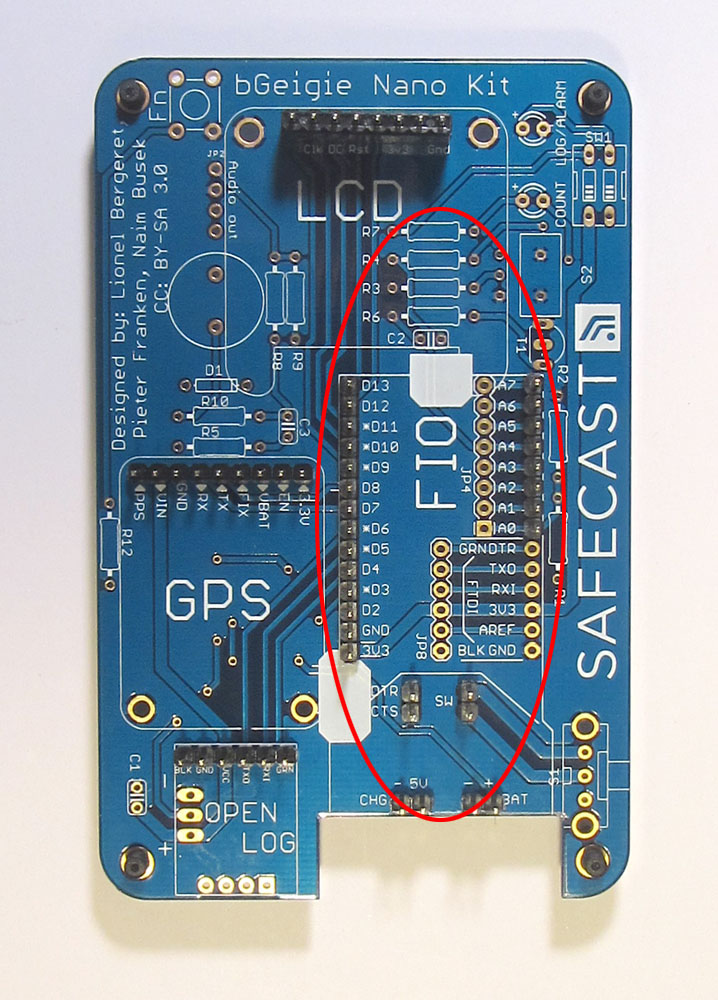 bGeigie Nano Kit
Fn
LOG/ALARM
SW1
JP2
Audio out
Clk DC Rst 3v3 Gnd
LCD
COUNT
Designed by: Lionel Bergeret
Pieter Franken, Naim Busek
CC: BY-SA 3.0
R7
R4
R3
R6
S2
C2
T1
R8 R9
R2
D1
R10
R5
C3
SAFECAST
FIO
D13
D12
*D11
*D10
*D9
D8
D7
*D6
*D5
D4
*D3
D2
GND
3V3
A7
A6
A5
A4
A3
A2
A1
A0
JP4
PPS VIN GND RX TX FIX VBAT EN 3.3V
R12
R1
GPS
GRN DTR
TXO
RXI
3V3
AREF
BLK GND
FTDI
JP8
DTR
CTS
SW
S1
C1
BLK GND VCC TXO RXI GRN
- 5V
CHG
- +
BAT
-
OPEN
LOG
+